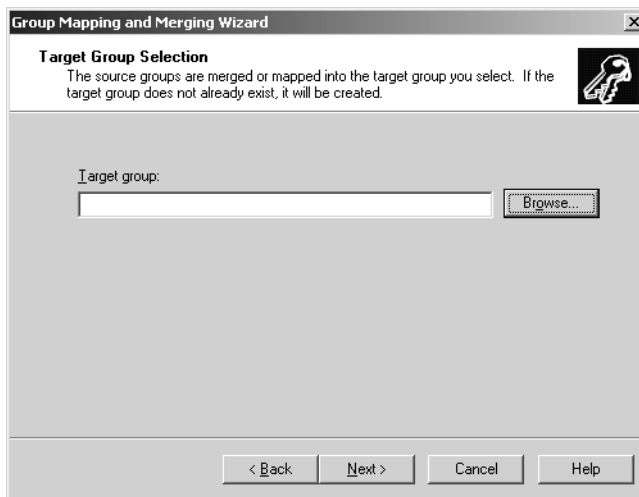 Group Mapping and Merging Wizard
Target Group Selection
The source groups are merged or mapped into the target group you select. If the
target group does not already exist, it will be created.
Target group:
Browse...
< Back
Next >
Cancel
Help